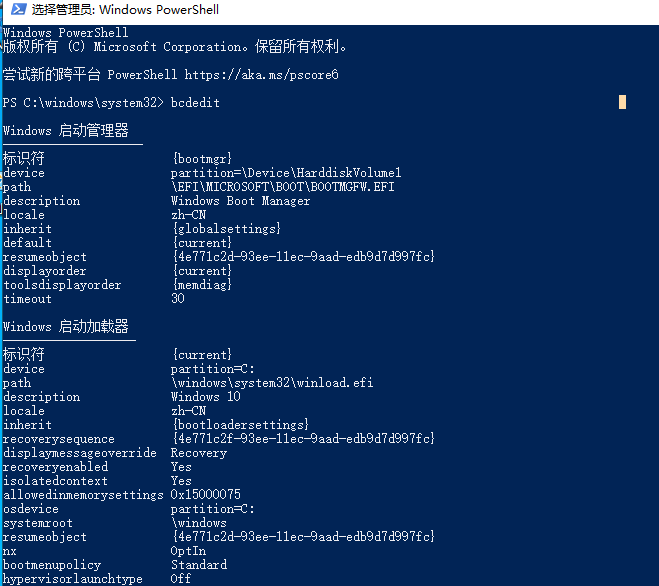 选择管理员: Windows PowerShell
Windows PowerShell
版权所有 (C) Microsoft Corporation。保留所有权利。
尝试新的跨平台 PowerShell https://aka.ms/pscore6
PS C:\windows\system32> bcdedit
Windows 启动管理器
标识符 {bootmgr}
device partition=\Device\HarddiskVolume1
path \EFI\MICROSOFT\BOOT\BOOTMGFW.EFI
description Windows Boot Manager
locale zh-CN
inherit {globalsettings}
default {current}
resumeobject {4e771c2d-93ee-11ec-9aad-edb9d7d997fc}
displayorder {current}
toolsdisplayorder {memdiag}
timeout 30
Windows 启动加载器
标识符 {current}
device partition=C:
path \windows\system32\winload.efi
description Windows 10
locale zh-CN
inherit {bootloadersettings}
recoverysequence {4e771c2f-93ee-11ec-9aad-edb9d7d997fc}
displaymessageoverride Recovery
recoveryenabled Yes
isolatedcontext Yes
allowedinmemorysettings 0x15000075
osdevice partition=C:
systemroot \windows
resumeobject {4e771c2d-93ee-11ec-9aad-edb9d7d997fc}
nx OptIn
bootmenupolicy Standard
hypervisorlaunchtype Off